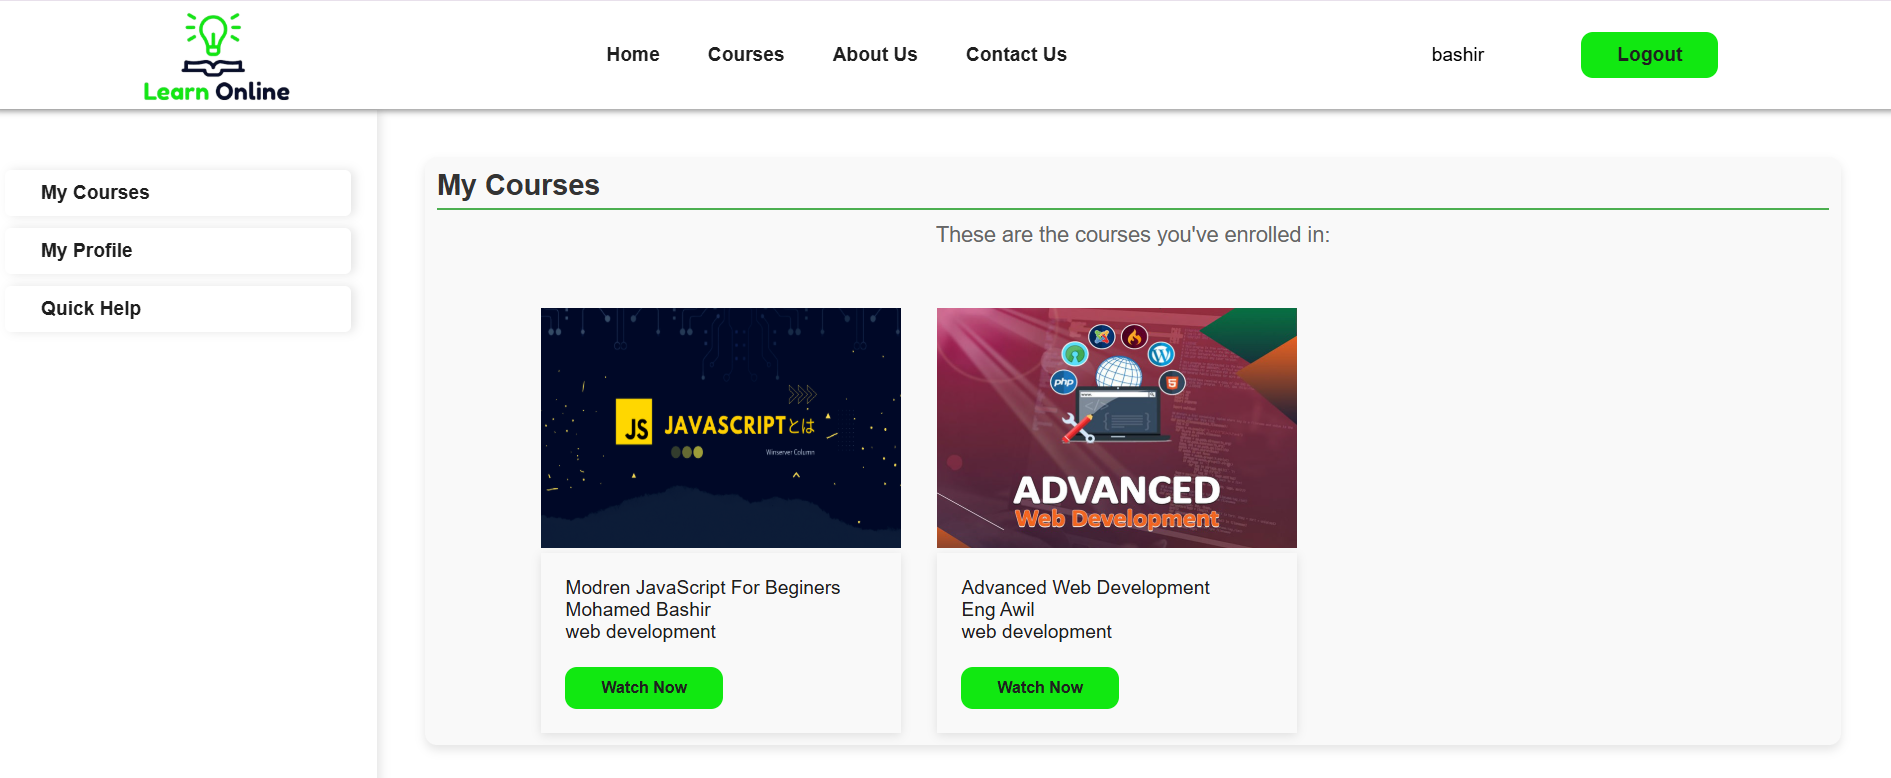 Learn Online
Home Courses About Us Contact Us bashir Logout
My Courses
My Profile
Quick Help
My Courses
These are the courses you've enrolled in:
JS JAVASCRIPTとは
Winserver Column
php
5
ADVANCED
Web Development
Modren JavaScript For Beginers
Mohamed Bashir
web development
Watch Now
Advanced Web Development
Eng Awil
web development
Watch Now